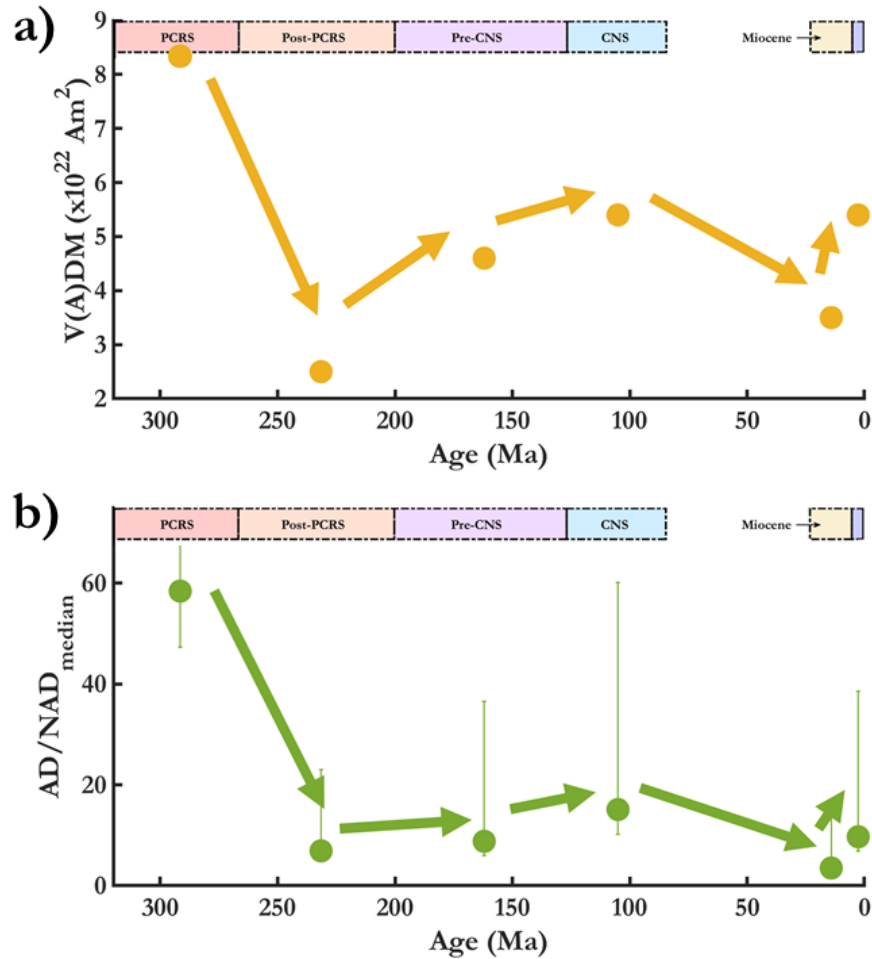 a)
PCRS Post-PCRS Pre-CNS CNS Miocene
9
8
7
6
5
4
3
2
V(A)DM (x10²² Am²)
300 250 200 150 100 50 0
Age (Ma)
b)
PCRS Post-PCRS Pre-CNS CNS Miocene
60
40
20
0
AD/NADmedian
300 250 200 150 100 50 0
Age (Ma)